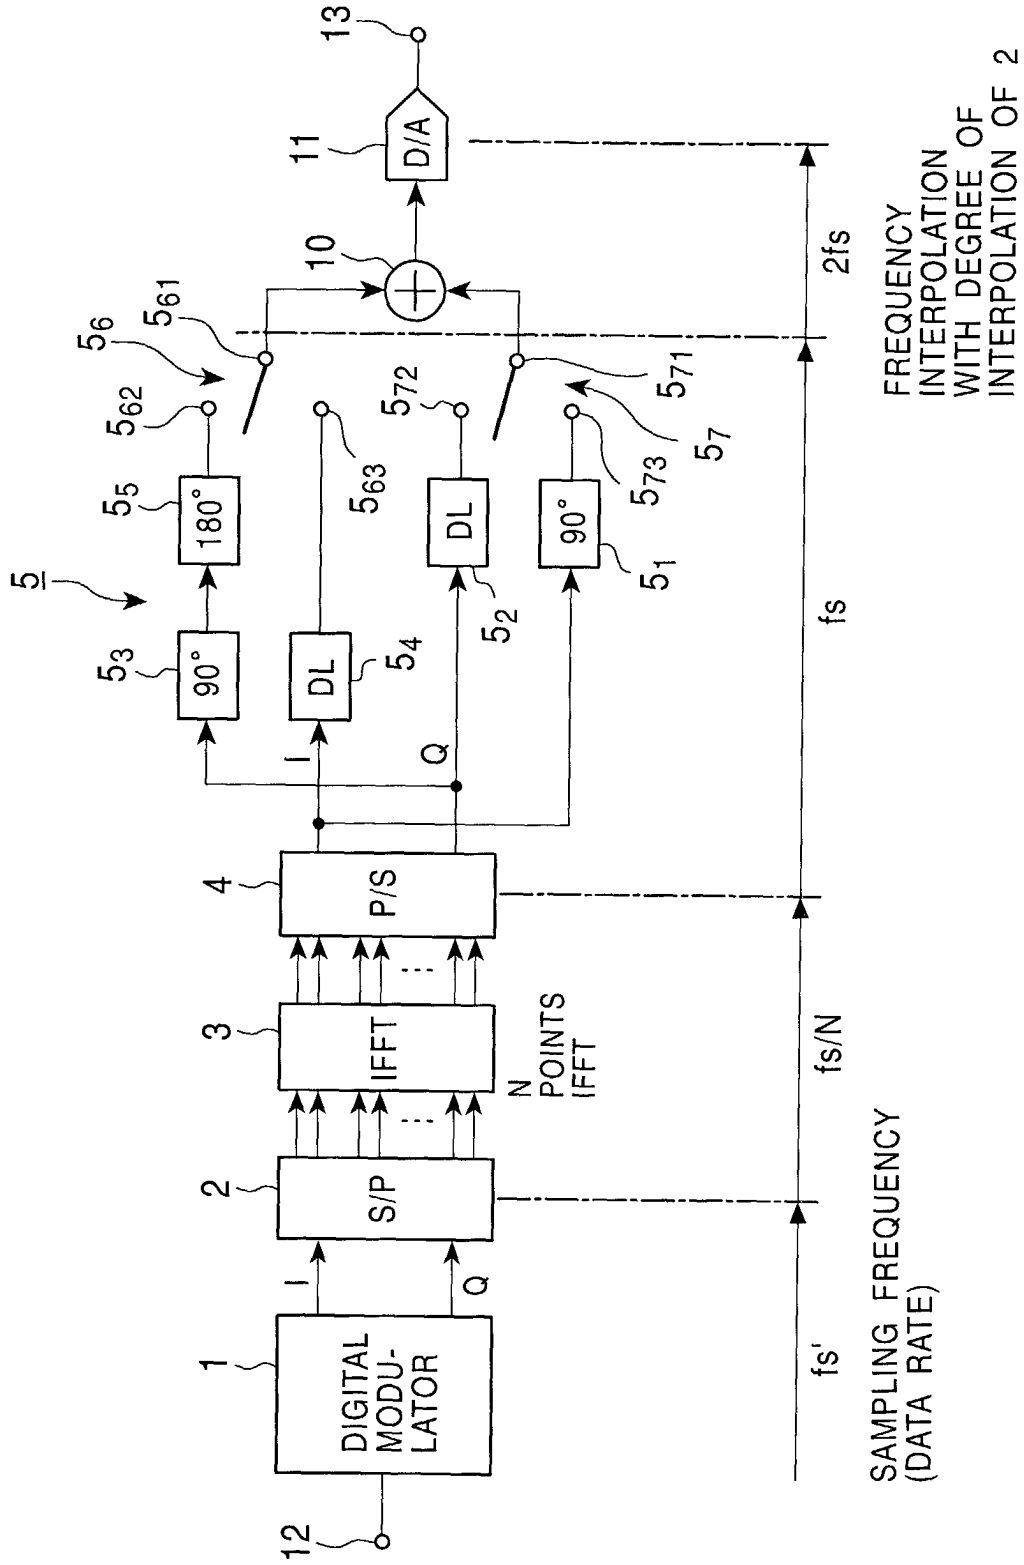 5
5₃
5₅
5₆₂
5₆
5₆₁
10
11
13
90°
180°
D/A
I
DL
5₄
5₆₃
5₇₂
12
1
DIGITAL
MODU-
LATOR
I
Q
2
S/P
3
IFFT
N
POINTS
IFFT
4
P/S
Q
DL
5₂
90°
5₁
5₇₃
5₇
5₇₁
fs'
fs/N
fs
2fs
SAMPLING FREQUENCY
(DATA RATE)
FREQUENCY
INTERPOLATION
WITH DEGREE OF
INTERPOLATION OF 2